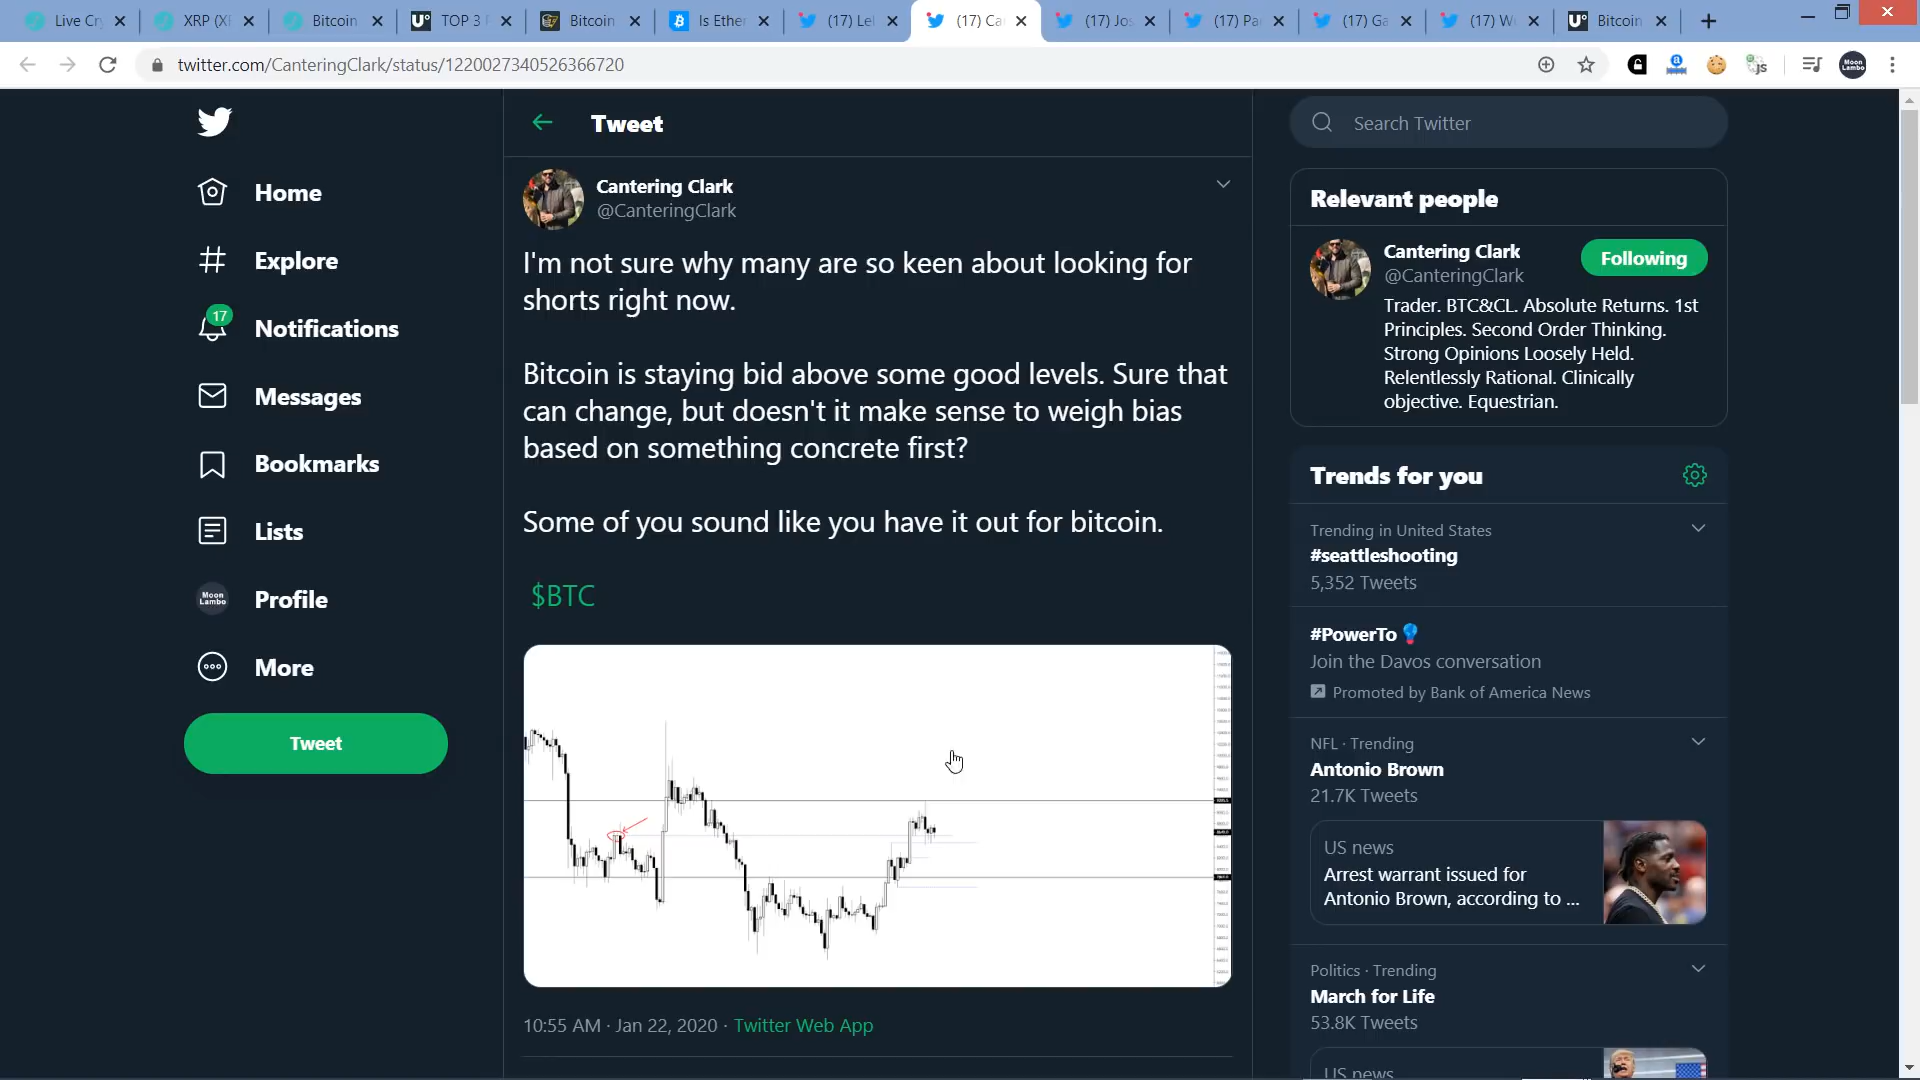 Live Cr
XRP (XR
Bitcoin
TOP 3
Bitcoin
Is Ether
(17) Le
(17) Ca
(17) Jos
(17) Pa
(17) Ga
(17) W
Bitcoin
twitter.com/CanteringClark/status/1220027340526366720
Moon Lambo
Tweet
Search Twitter
Home
Explore
17
Notifications
Messages
Bookmarks
Lists
Moon Lambo
Profile
More
Tweet
Cantering Clark
@CanteringClark
I'm not sure why many are so keen about looking for
shorts right now.
Bitcoin is staying bid above some good levels. Sure that
can change, but doesn't it make sense to weigh bias
based on something concrete first?
Some of you sound like you have it out for bitcoin.
$BTC
10:55 AM · Jan 22, 2020 · Twitter Web App
Relevant people
Cantering Clark
@CanteringClark
Following
Trader. BTC&CL. Absolute Returns. 1st
Principles. Second Order Thinking.
Strong Opinions Loosely Held.
Relentlessly Rational. Clinically
objective. Equestrian.
Trends for you
Trending in United States
#seattleshooting
5,352 Tweets
#PowerTo
Join the Davos conversation
Promoted by Bank of America News
NFL · Trending
Antonio Brown
21.7K Tweets
US news
Arrest warrant issued for
Antonio Brown, according to ...
Politics · Trending
March for Life
53.8K Tweets
US news